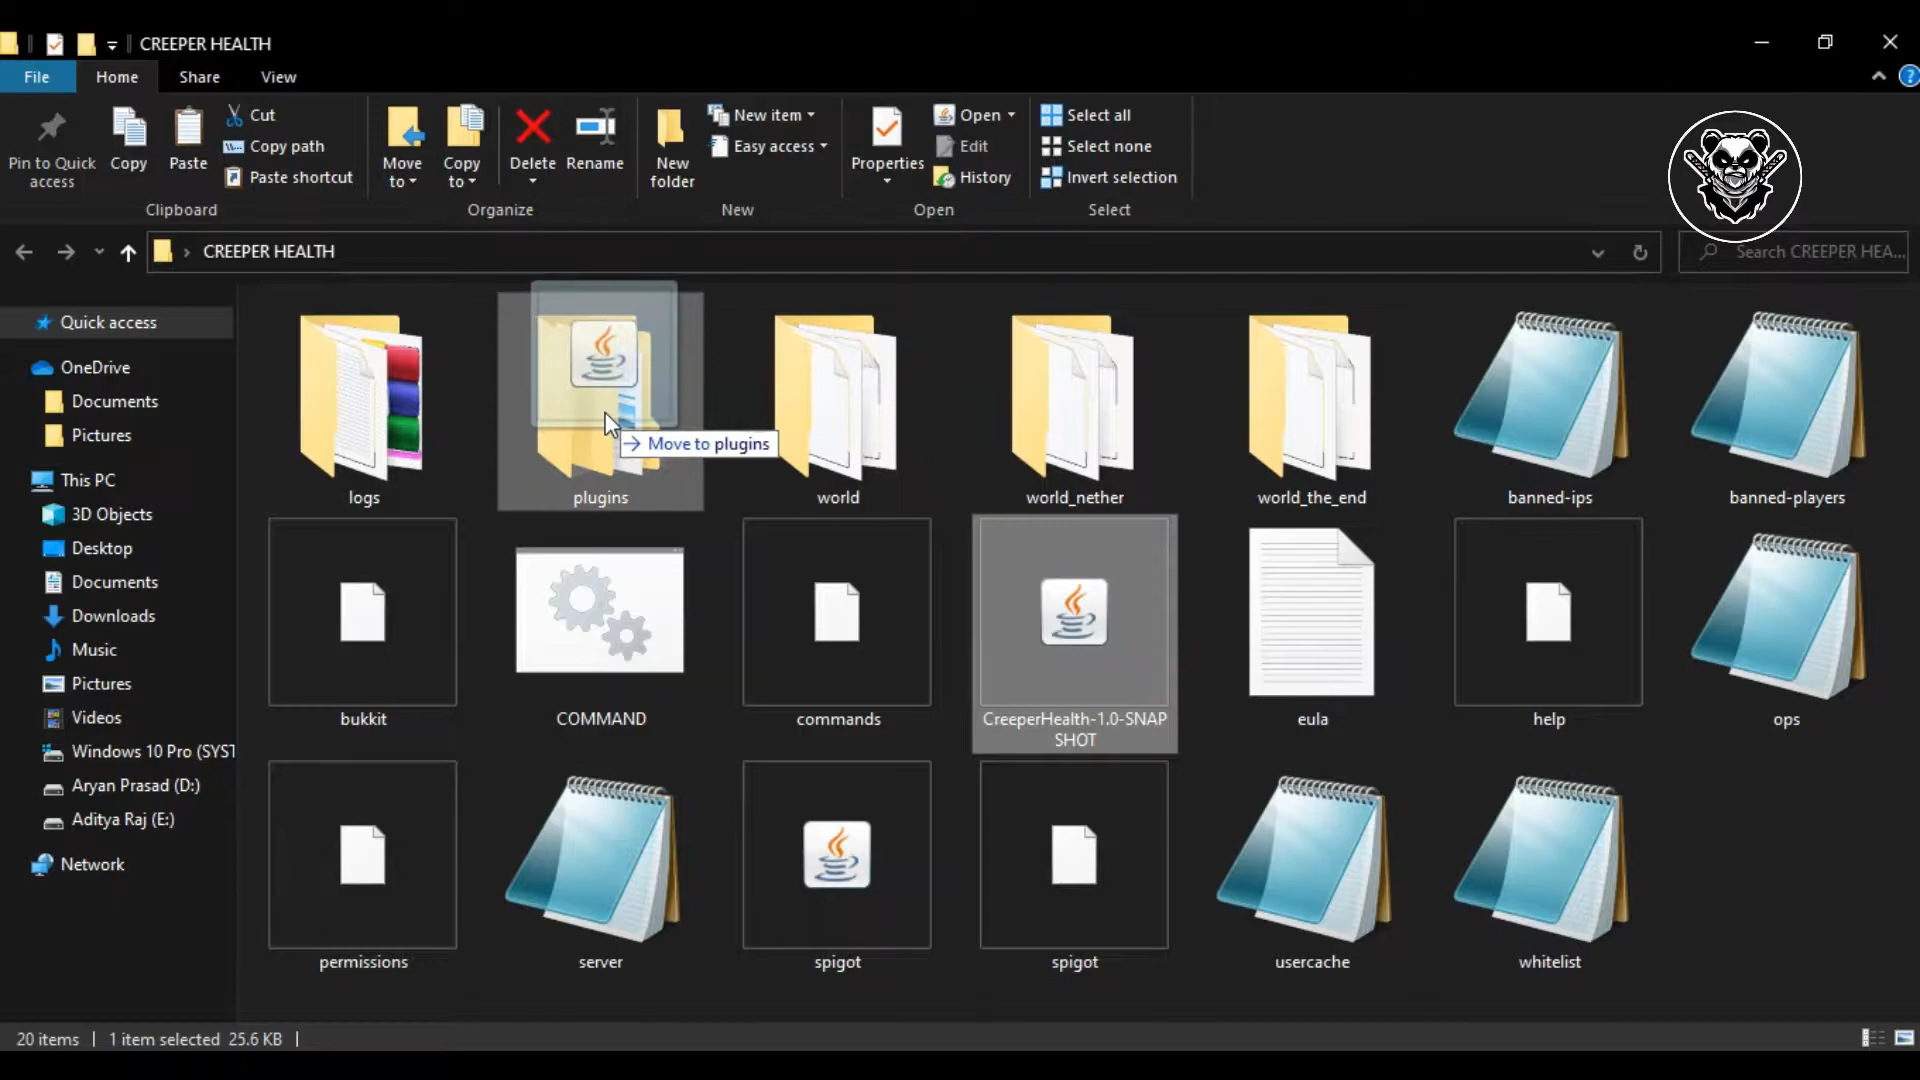 CREEPER HEALTH
File
Home
Share
View
Pin to Quick
access
Copy
Paste
Cut
Copy path
Paste shortcut
Clipboard
Move
to
Copy
to
Delete
Rename
Organize
New
folder
New item
Easy access
New
Properties
Open
Edit
History
Open
Select all
Select none
Invert selection
Select
CREEPER HEALTH
Search CREEPER HEA...
Quick access
OneDrive
Documents
Pictures
This PC
3D Objects
Desktop
Documents
Downloads
Music
Pictures
Videos
Windows 10 Pro (SYST
Aryan Prasad (D:)
Aditya Raj (E:)
Network
Move to plugins
logs
plugins
world
world_nether
world_the_end
banned-ips
banned-players
bukkit
COMMAND
commands
CreeperHealth-1.0-SNAP
SHOT
eula
help
ops
permissions
server
spigot
spigot
usercache
whitelist
20 items
1 item selected 25.6 KB